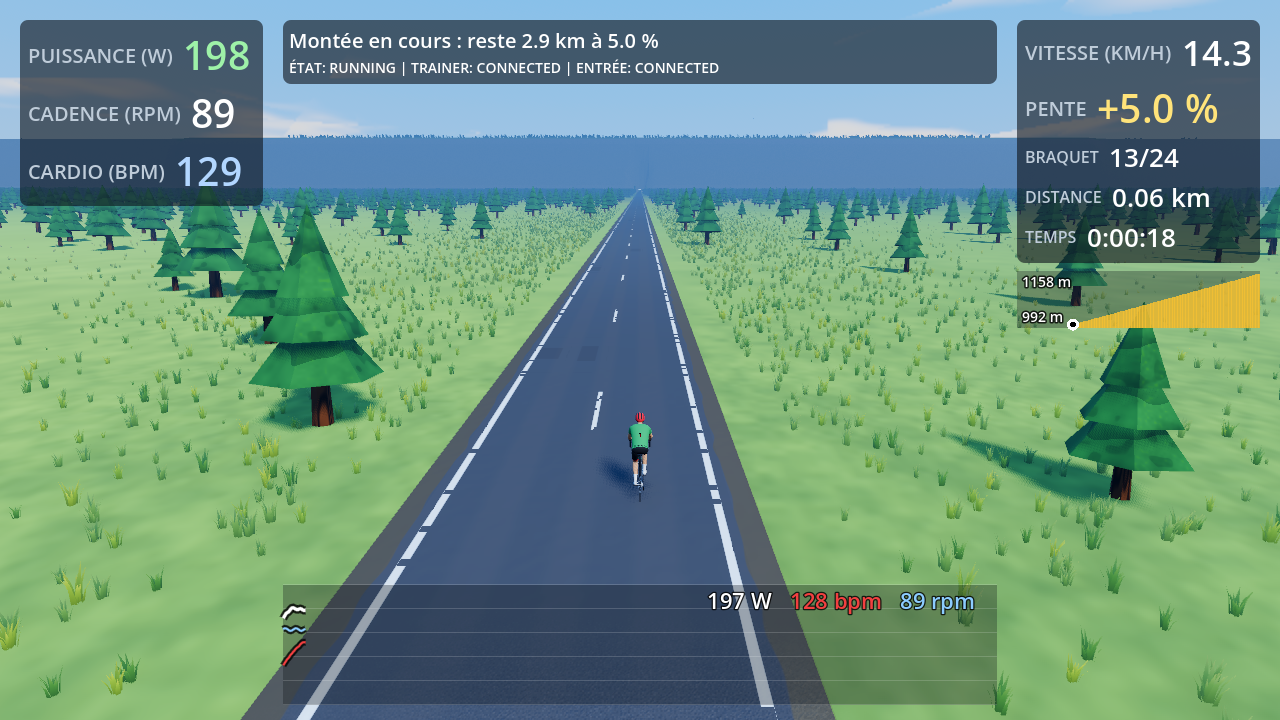 PUISSANCE (W) 198
CADENCE (RPM) 89
CARDIO (BPM) 129
Montée en cours : reste 2.9 km à 5.0 %
ÉTAT: RUNNING | TRAINER: CONNECTED | ENTRÉE: CONNECTED
VITESSE (KM/H) 14.3
PENTE +5.0 %
BRAQUET 13/24
DISTANCE 0.06 km
TEMPS 0:00:18
1158 m
992 m
197 W 128 bpm 89 rpm